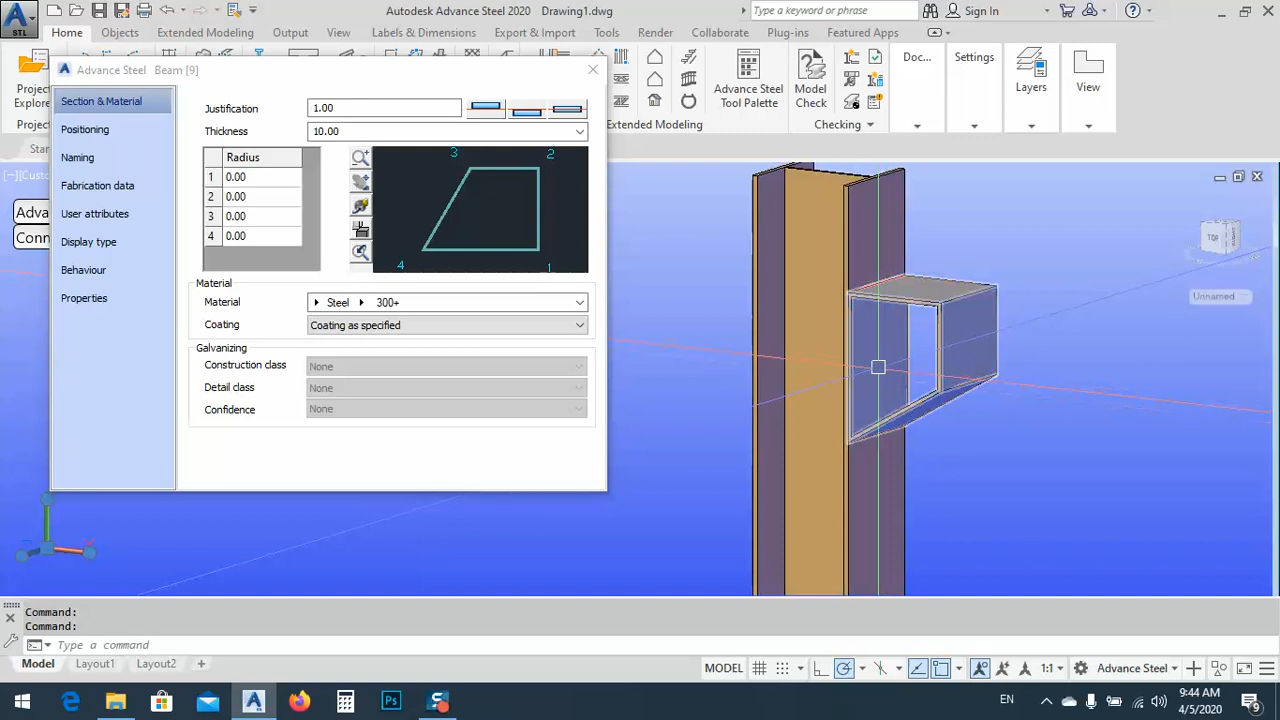 STL
Autodesk Advance Steel 2020 Drawing1.dwg
Type a keyword or phrase
Sign In
Home
Objects
Extended Modeling
Output
View
Labels & Dimensions
Export & Import
Tools
Render
Collaborate
Plug-ins
Featured Apps
Advance Steel Beam [9]
Section & Material
Positioning
Naming
Fabrication data
User attributes
Display type
Behaviour
Properties
Justification 1.00
Thickness 10.00
Radius
1 0.00
2 0.00
3 0.00
4 0.00
3 2
4 1
Material
Material Steel 300+
Coating Coating as specified
Galvanizing
Construction class None
Detail class None
Confidence None
Extended Modeling
Advance Steel
Tool Palette
Model
Check
Checking
Doc...
Settings
Layers
View
TOP
Unnamed
Command:
Command:
Type a command
Model Layout1 Layout2 +
MODEL
1:1
Advance Steel
Ps
EN
9:44 AM
4/5/2020
9